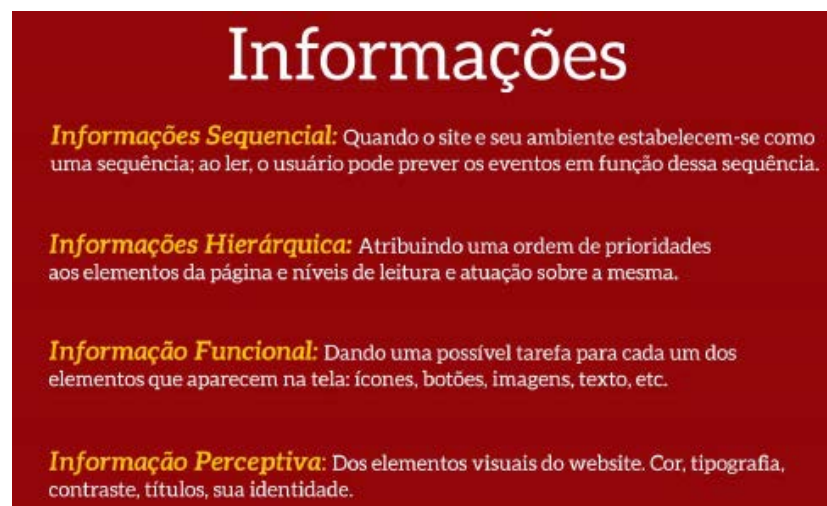 Informações
Informações Sequencial: Quando o site e seu ambiente estabelecem-se como
uma sequência; ao ler, o usuário pode prever os eventos em função dessa sequência.
Informações Hierárquica: Atribuindo uma ordem de prioridades
aos elementos da página e níveis de leitura e atuação sobre a mesma.
Informação Funcional: Dando uma possível tarefa para cada um dos
elementos que aparecem na tela: ícones, botões, imagens, texto, etc.
Informação Perceptiva: Dos elementos visuais do website. Cor, tipografia,
contraste, títulos, sua identidade.